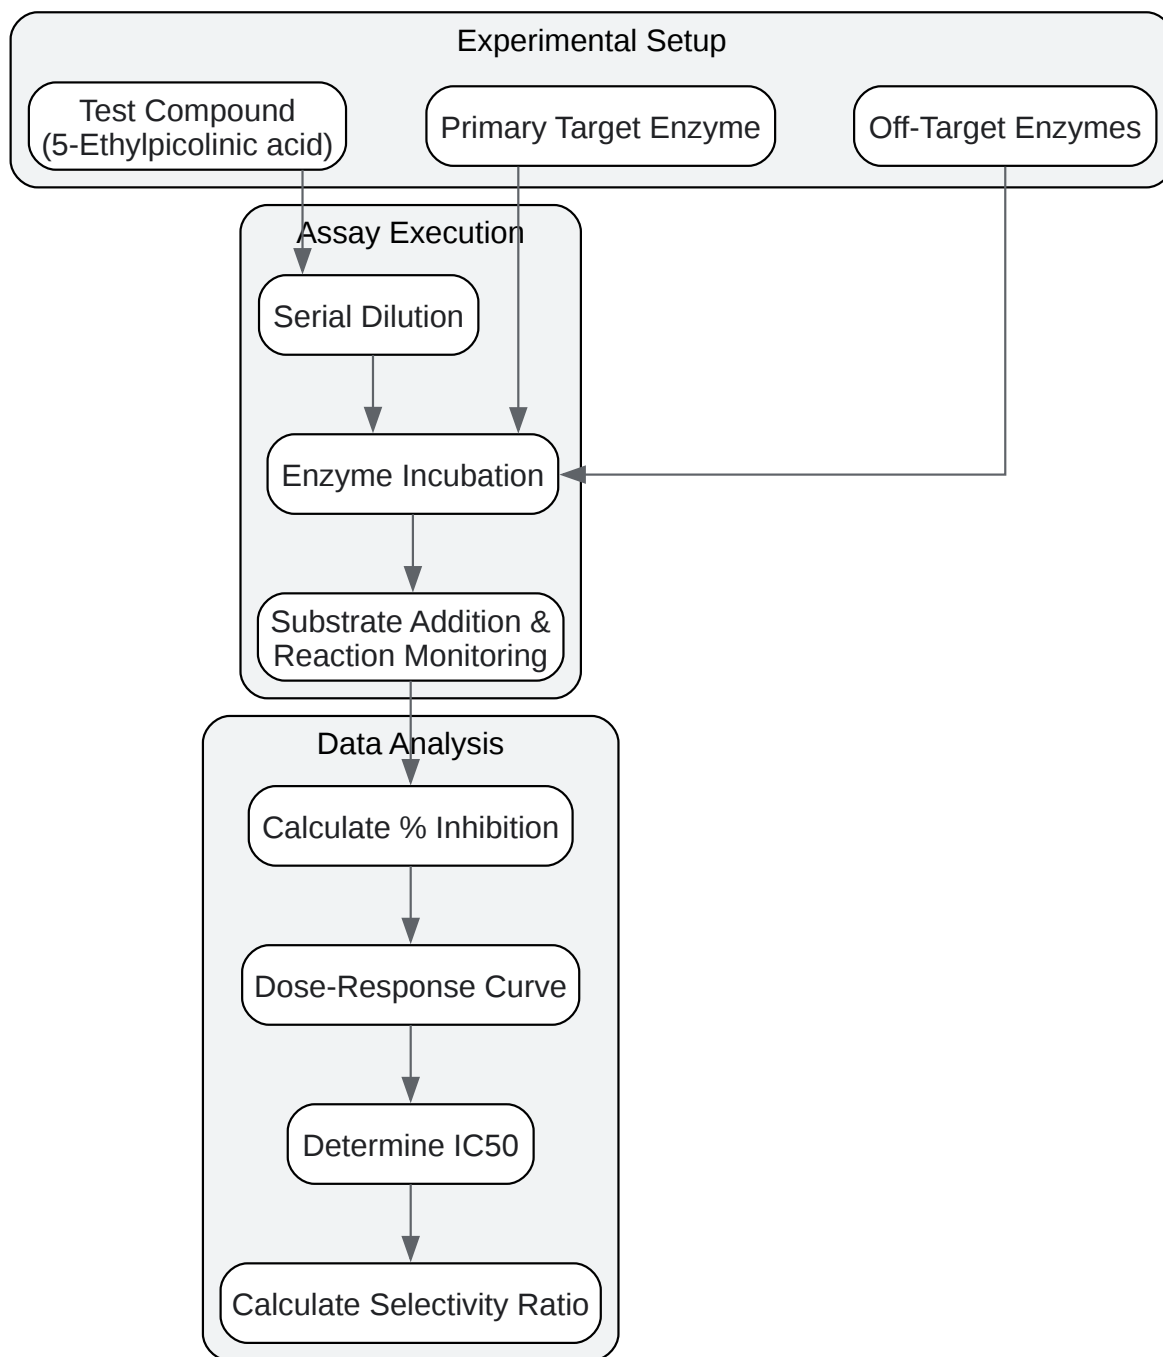 Experimental Setup
Test Compound
(5-Ethylpicolinic acid)
Primary Target Enzyme
Off-Target Enzymes
Assay Execution
Serial Dilution
Enzyme Incubation
Substrate Addition &
Reaction Monitoring
Data Analysis
Calculate % Inhibition
Dose-Response Curve
Determine IC50
Calculate Selectivity Ratio